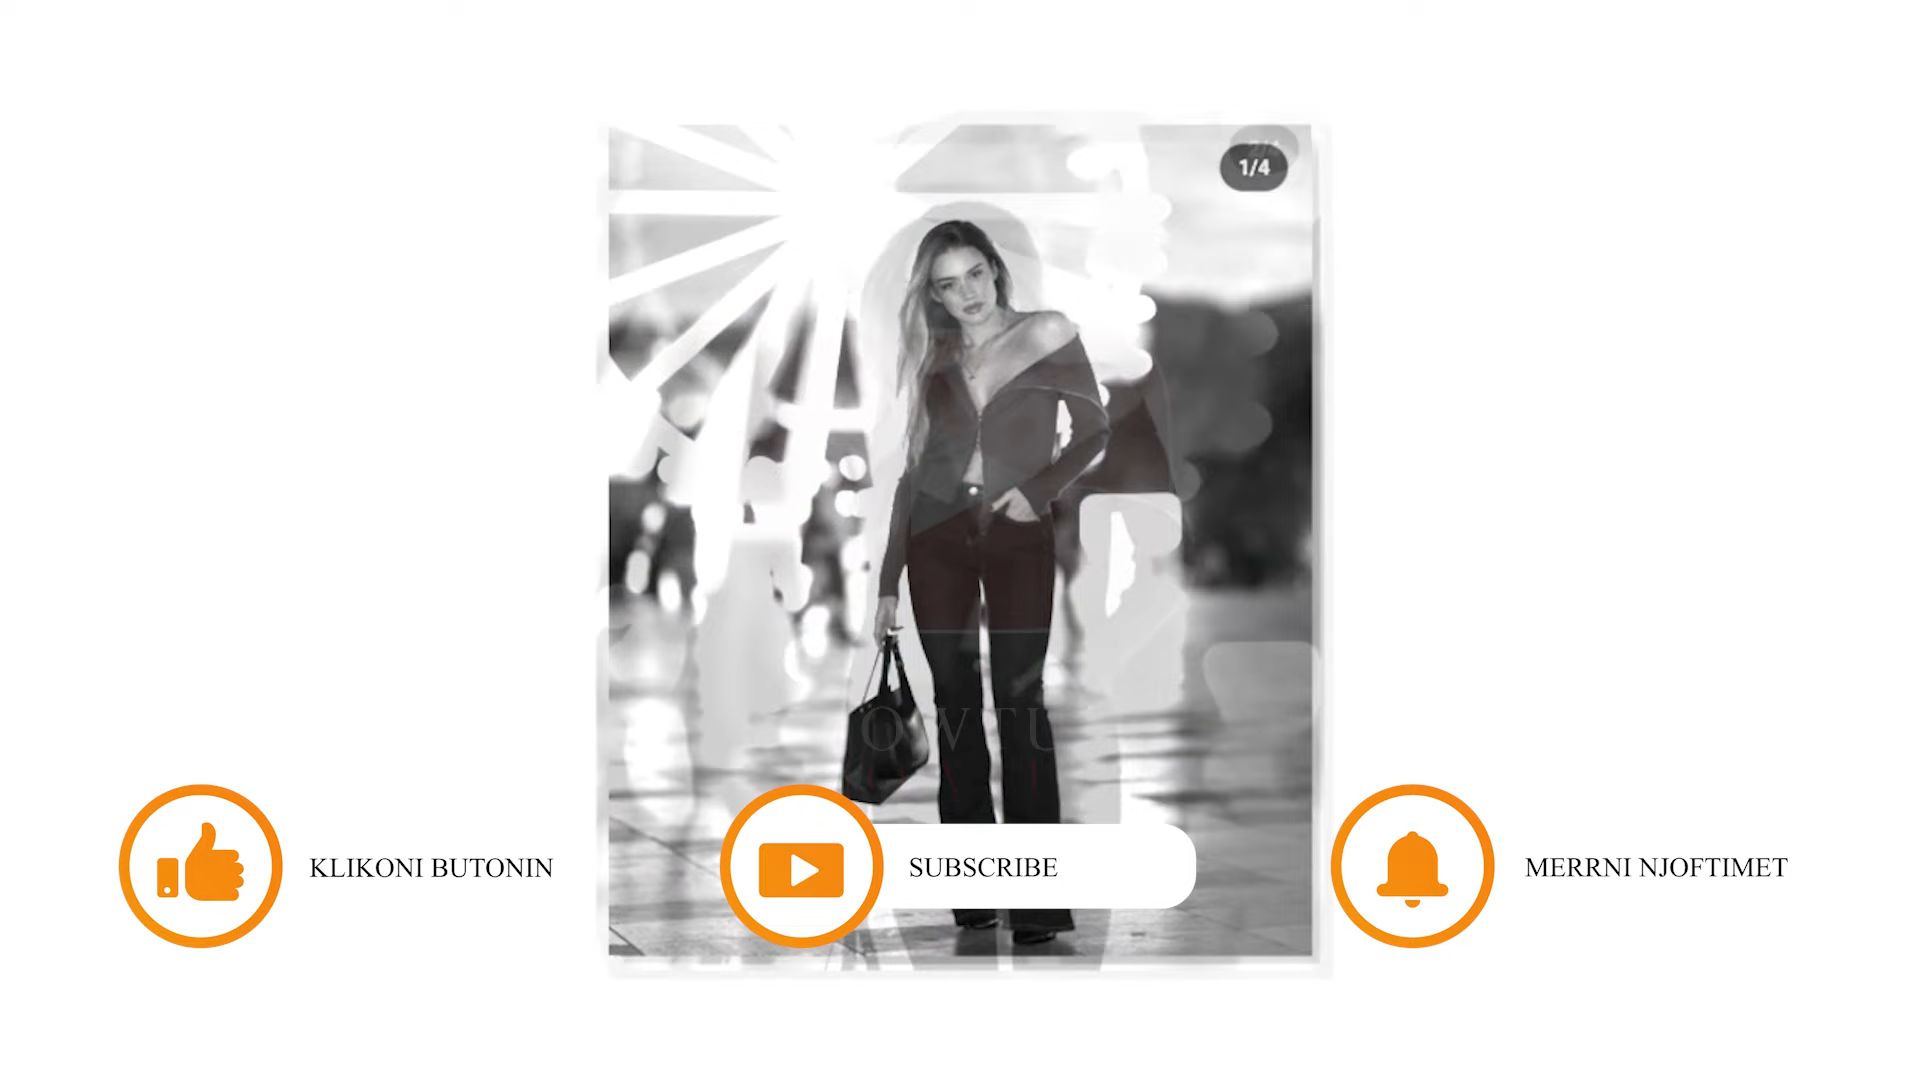 1/4
KLIKONI BUTONIN
SUBSCRIBE
MERRNI NJOFTIMET